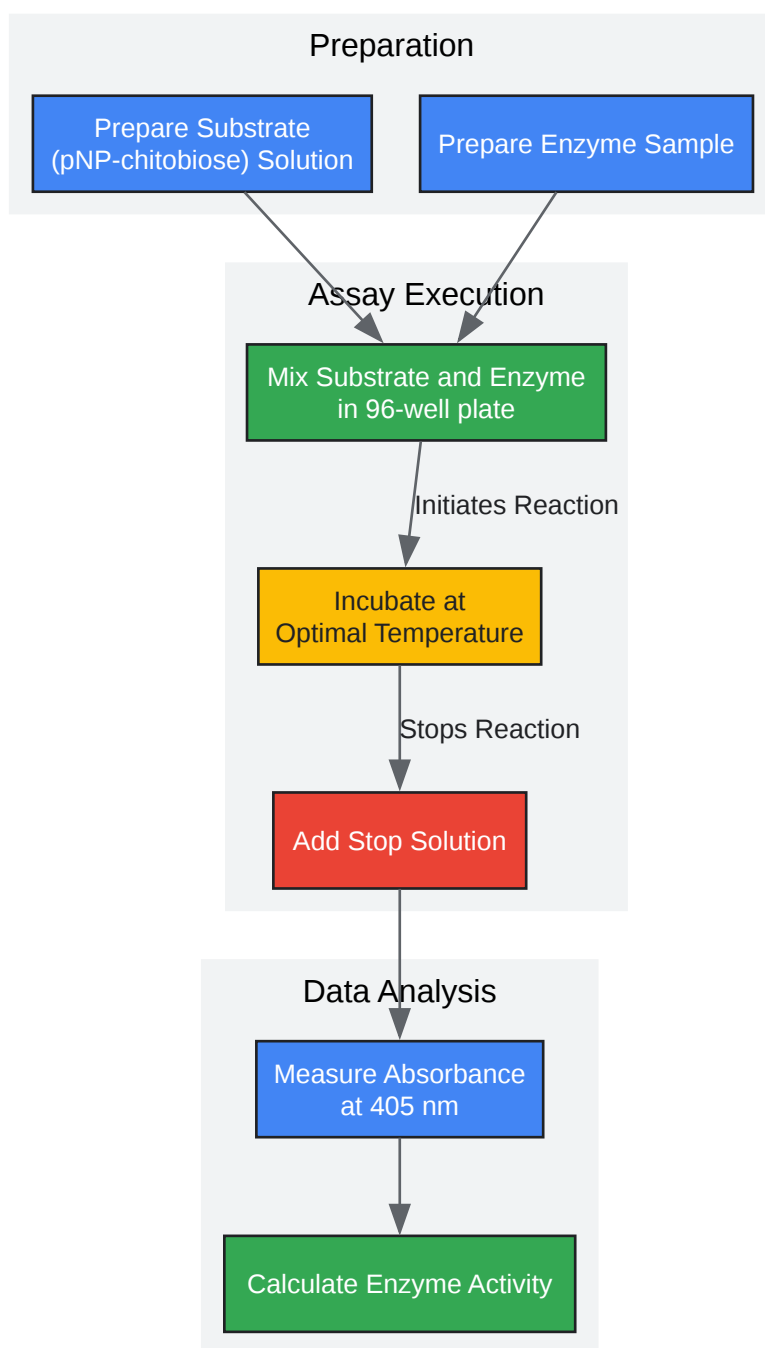 Preparation
Prepare Substrate
(pNP-chitobiose) Solution
Prepare Enzyme Sample
Assay Execution
Mix Substrate and Enzyme
in 96-well plate
Initiates Reaction
Incubate at
Optimal Temperature
Stops Reaction
Add Stop Solution
Data Analysis
Measure Absorbance
at 405 nm
Calculate Enzyme Activity